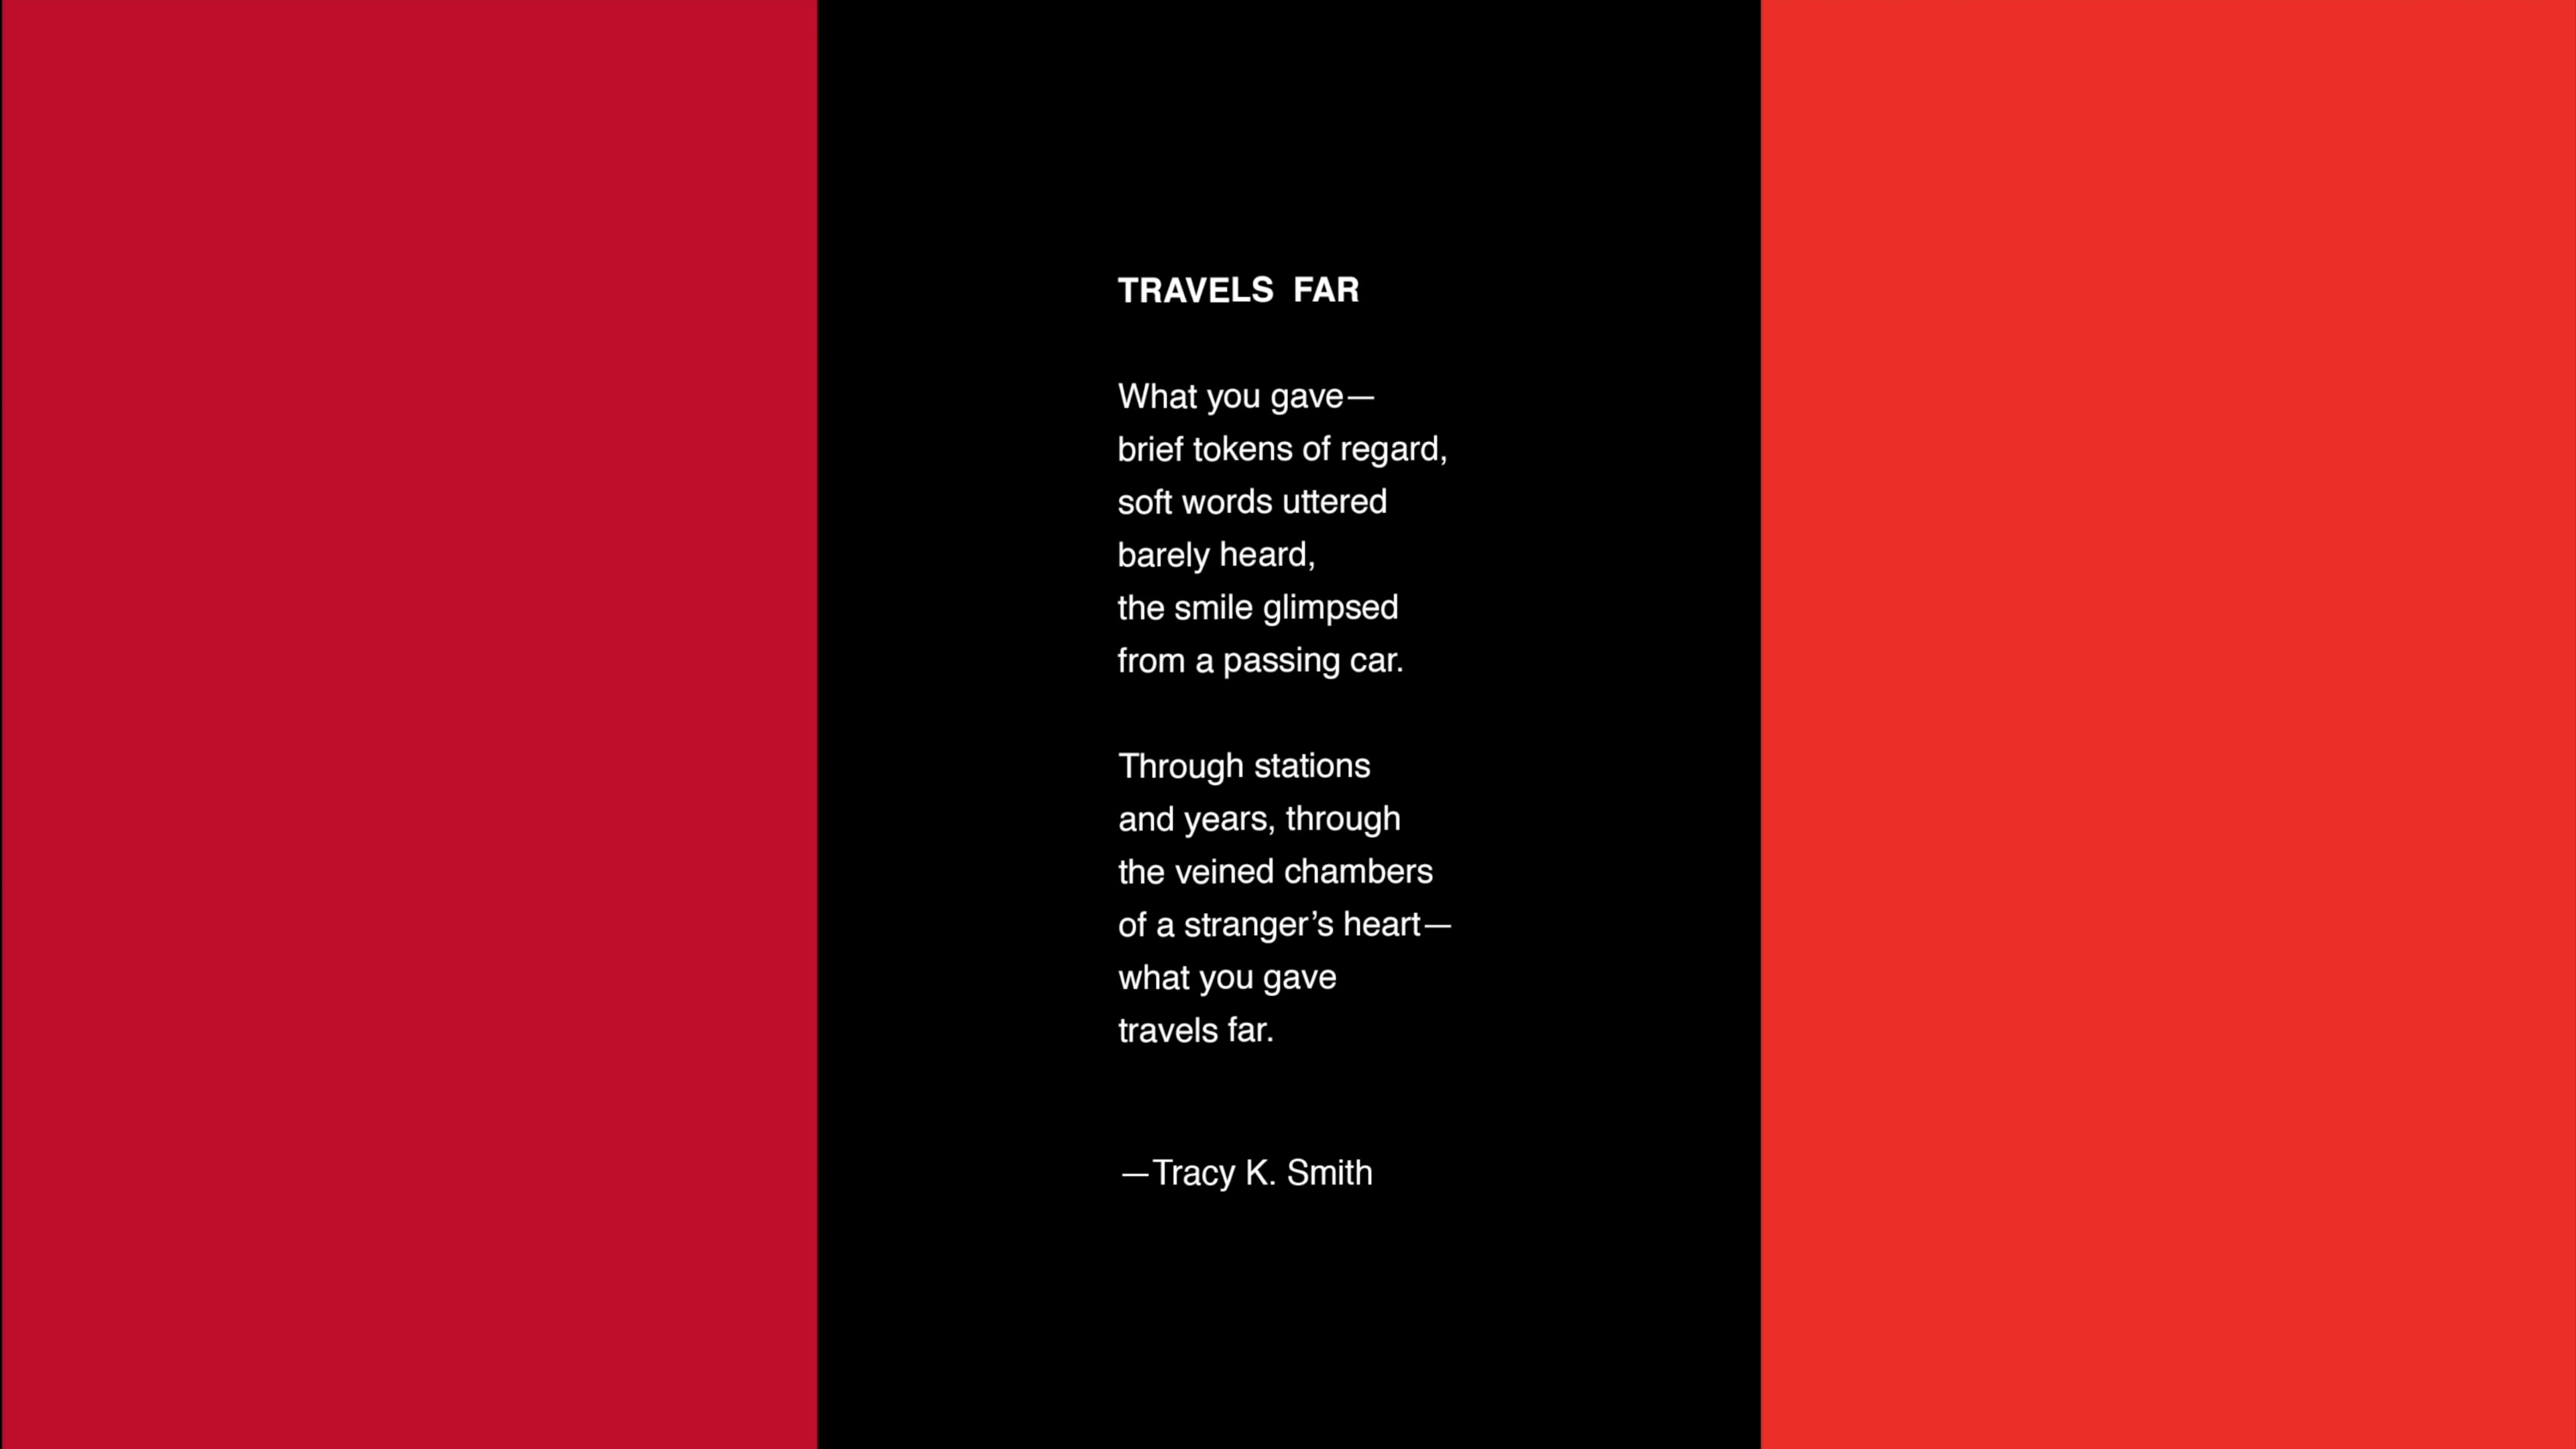 TRAVELS FAR
What you gave—
brief tokens of regard,
soft words uttered
barely heard,
the smile glimpsed
from a passing car.
Through stations
and years, through
the veined chambers
of a stranger’s heart—
what you gave
travels far.
—Tracy K. Smith